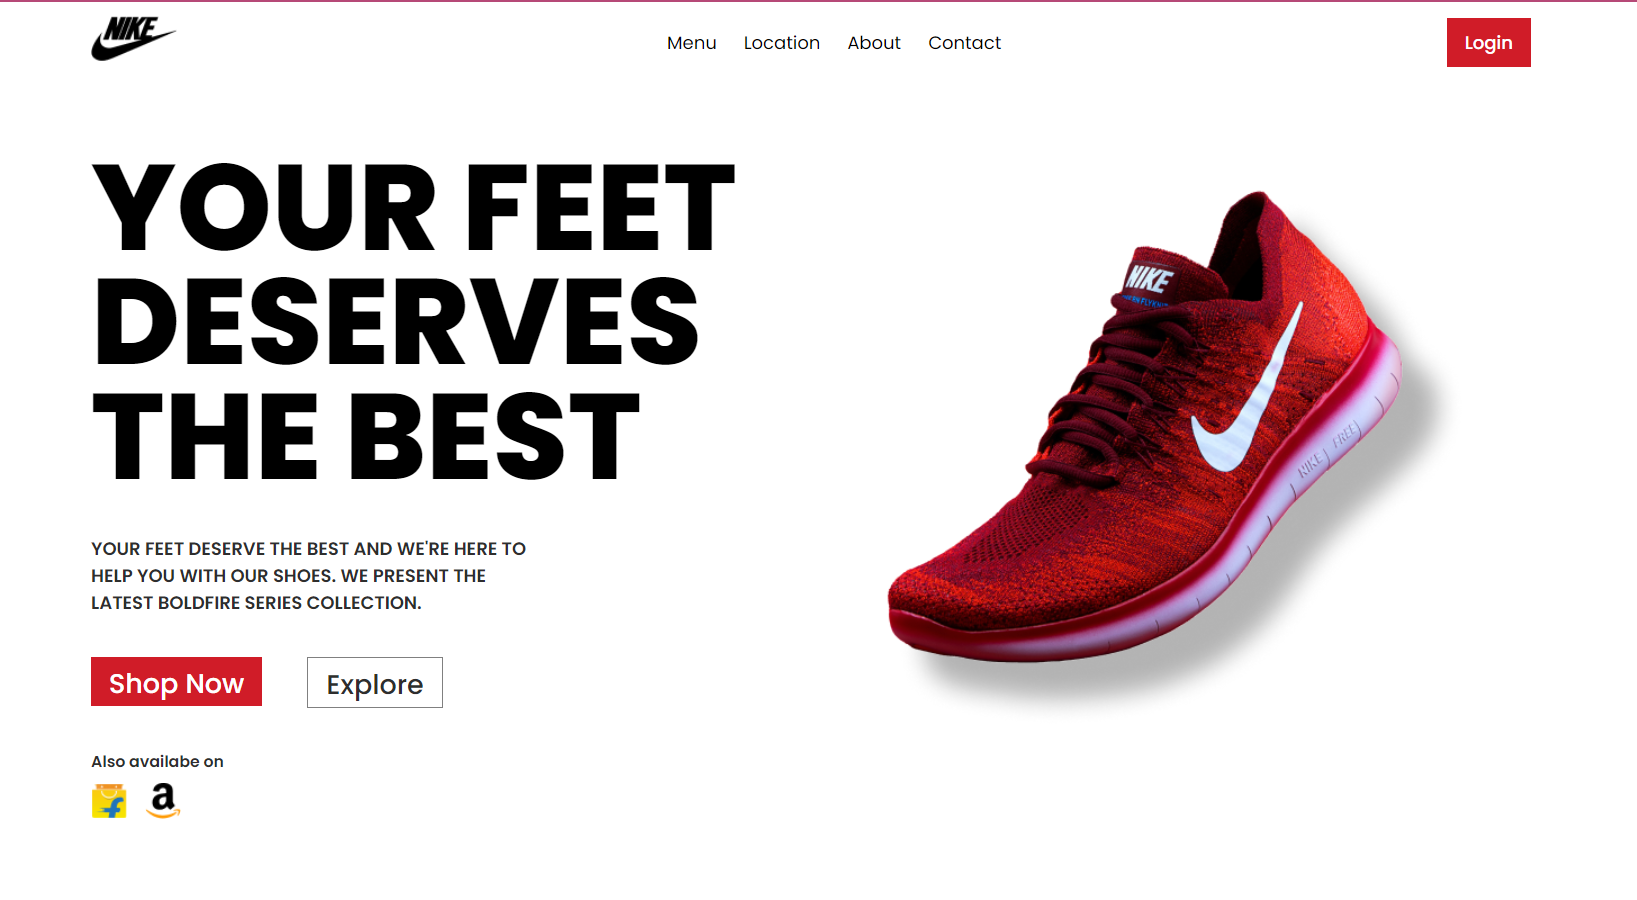 NIKE
Menu Location About Contact
Login
YOUR FEET
DESERVES
THE BEST
YOUR FEET DESERVE THE BEST AND WE'RE HERE TO
HELP YOU WITH OUR SHOES. WE PRESENT THE
LATEST BOLDFIRE SERIES COLLECTION.
Shop Now
Explore
Also availabe on
NIKE
NIKE FREE